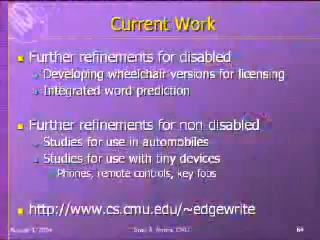 Current Work
Further refinements for disabled
Developing wheelchair versions for licensing
Integrated word prediction
Further refinements for non disabled
Studies for use in automobiles
Studies for use with tiny devices
Phones, remote controls, key fobs
http://www.cs.cmu.edu/~edgewrite
64